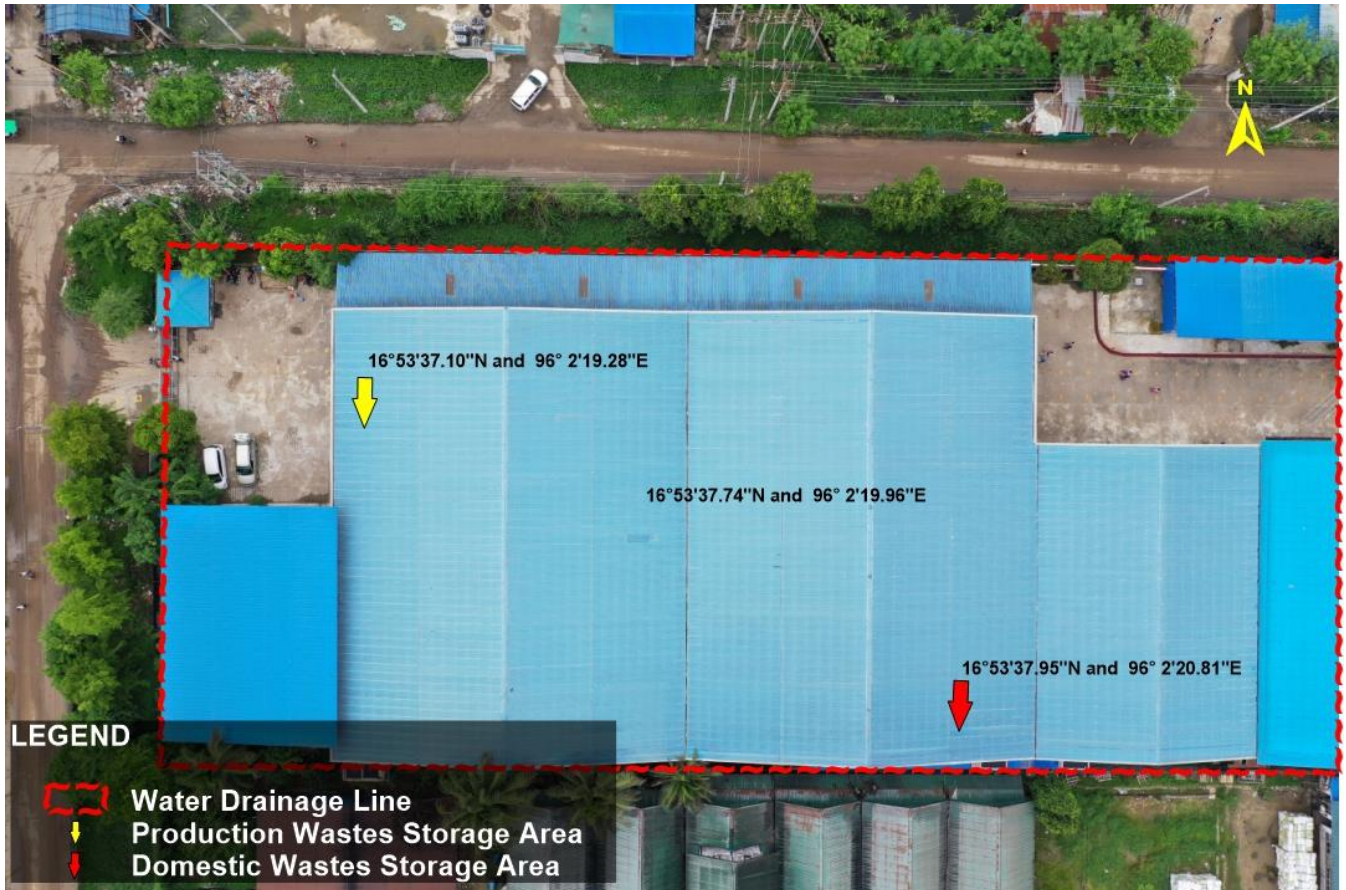 N
16°53'37.10"N and 96° 2'19.28"E
16°53'37.74"N and 96° 2'19.96"E
16°53'37.95"N and 96° 2'20.81"E
LEGEND
Water Drainage Line
Production Wastes Storage Area
Domestic Wastes Storage Area